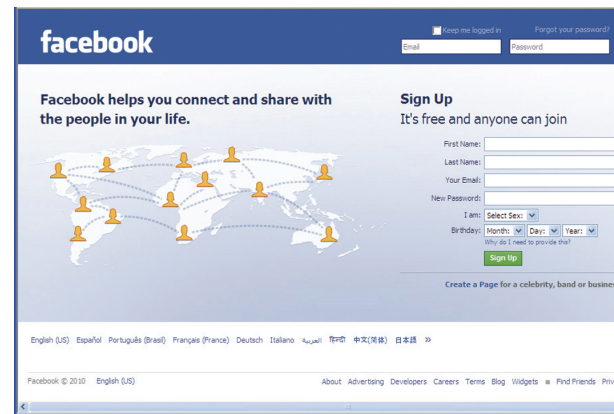 facebook
Keep me logged in Forgot your password?
Email Password
Facebook helps you connect and share with
the people in your life.
Sign Up
It's free and anyone can join
First Name:
Last Name:
Your Email:
New Password:
I am: Select Sex:
Birthday: Month: Day: Year:
Why do I need to provide this?
Sign Up
Create a Page for a celebrity, band or busine
English (US) Español Português (Brasil) Français (France) Deutsch Italiano العربية हिन्दी 中文(简体) 日本語 »
Facebook © 2010 English (US)
About Advertising Developers Careers Terms Blog Widgets Find Friends Priv